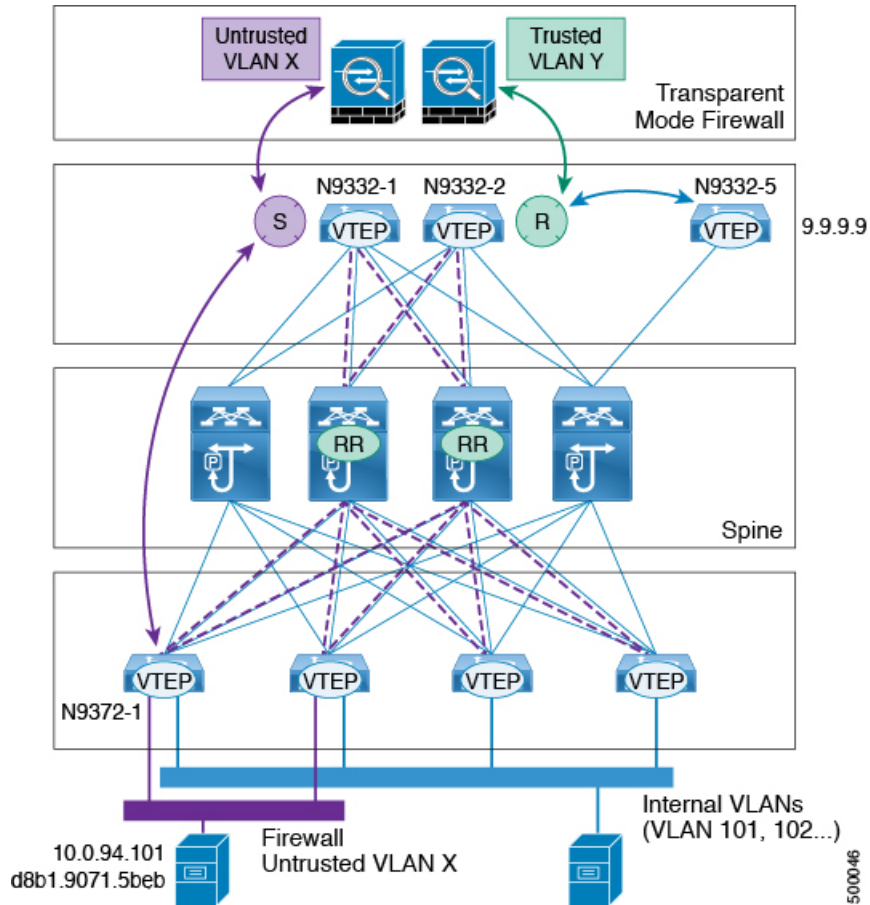 Untrusted
VLAN X
Trusted
VLAN Y
Transparent
Mode Firewall
N9332-1
N9332-2
N9332-5
S
VTEP
VTEP
R
VTEP
9.9.9.9
RR
RR
P
P
P
P
Spine
VTEP
VTEP
VTEP
VTEP
N9372-1
Internal VLANs
(VLAN 101, 102...)
Firewall
Untrusted VLAN X
10.0.94.101
d8b1.9071.5beb
500046